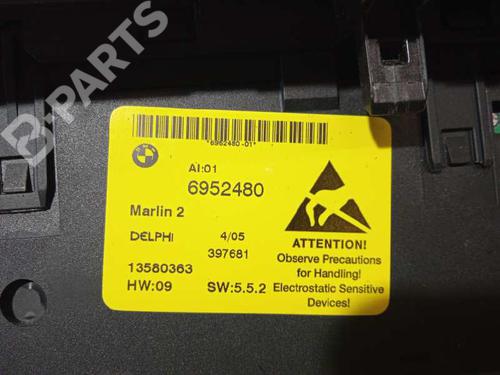 B-PARTS
*6952480-01*
AI:01
6952480
Marlin 2
DELPHI 4/05
397681
13580363
HW:09 SW:5.5.2
ATTENTION!
Observe Precautions
for Handling!
Electrostatic Sensitive
Devices!